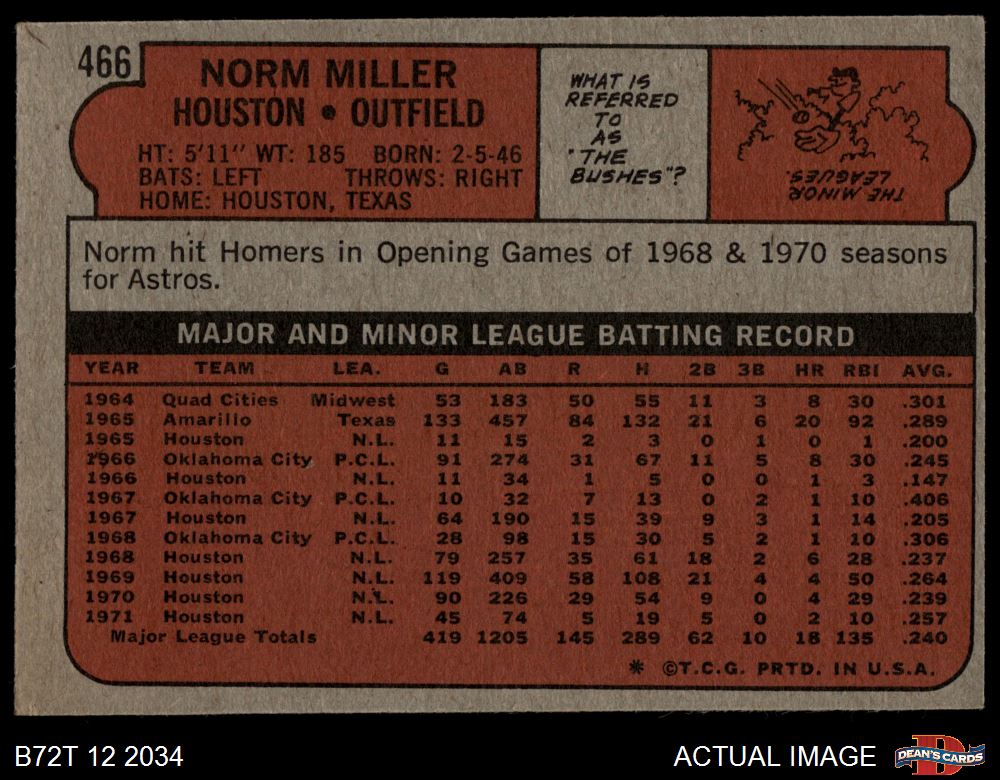 466
NORM MILLER
HOUSTON • OUTFIELD
HT: 5'11" WT: 185 BORN: 2-5-46
BATS: LEFT THROWS: RIGHT
HOME: HOUSTON, TEXAS
WHAT IS
REFERRED
TO
AS
"THE
BUSHES"?
THE MINOR
LEAGUES.
Norm hit Homers in Opening Games of 1968 & 1970 seasons
for Astros.
MAJOR AND MINOR LEAGUE BATTING RECORD
YEAR TEAM LEA. G AB R H 2B 3B HR RBI AVG.
1964 Quad Cities Midwest 53 183 50 55 11 3 8 30 .301
1965 Amarillo Texas 133 457 84 132 21 6 20 92 .289
1965 Houston N.L. 11 15 2 3 0 1 0 1 .200
1966 Oklahoma City P.C.L. 91 274 31 67 11 5 8 30 .245
1966 Houston N.L. 11 34 1 5 0 0 1 3 .147
1967 Oklahoma City P.C.L. 10 32 7 13 0 2 1 10 .406
1967 Houston N.L. 64 190 15 39 9 3 1 14 .205
1968 Oklahoma City P.C.L. 28 98 15 30 5 2 1 10 .306
1968 Houston N.L. 79 257 35 61 18 2 6 28 .237
1969 Houston N.L. 119 409 58 108 21 4 4 50 .264
1970 Houston N.L. 90 226 29 54 9 0 4 29 .239
1971 Houston N.L. 45 74 5 19 5 0 2 10 .257
Major League Totals 419 1205 145 289 62 10 18 135 .240
* ©T.C.G. PRTD. IN U.S.A.
B72T 12 2034
ACTUAL IMAGE
DEAN'S CARDS